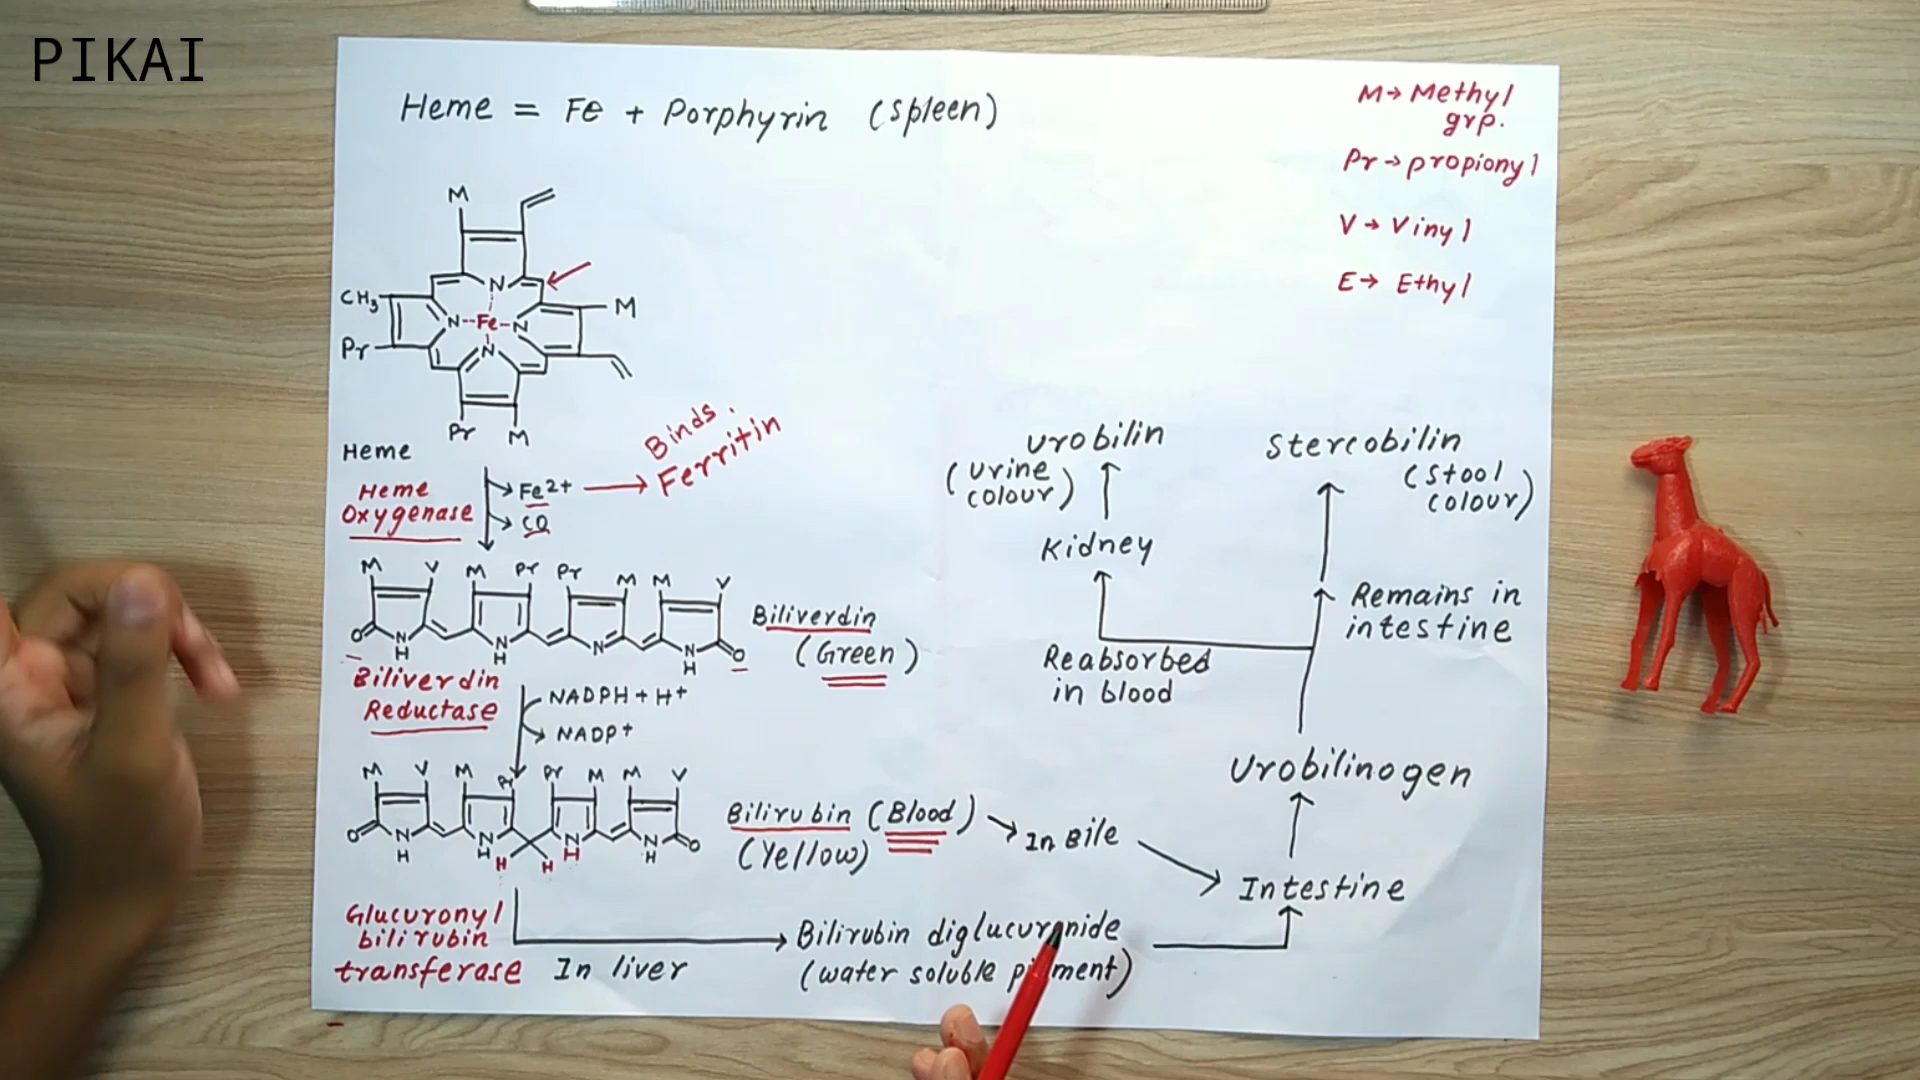 PIKAI
Heme = Fe + Porphyrin (Spleen)
M→ Methyl
grp.
Pr → propionyl
V → Vinyl
E → Ethyl
M
CH3
M
N
N--Fe-N
N
Pr
Pr
M
Heme
Heme
Oxygenase
Fe2+
CO
Binds
Ferritin
M V M Pr Pr M M V
O N H N H N N H O
Biliverdin
(Green)
Biliverdin
Reductase
NADPH + H+
NADP+
M V M Pr Pr M M V
O N H N H H H N H N H O
Bilirubin (Blood)
(Yellow)
In Bile
Glucuronyl
bilirubin
transferase
In liver
Bilirubin diglucuronide
(water soluble pigment)
Intestine
Urobilinogen
Reabsorbed
in blood
Kidney
Urobilin
(Urine
colour)
Remains in
intestine
Stercobilin
(Stool
colour)